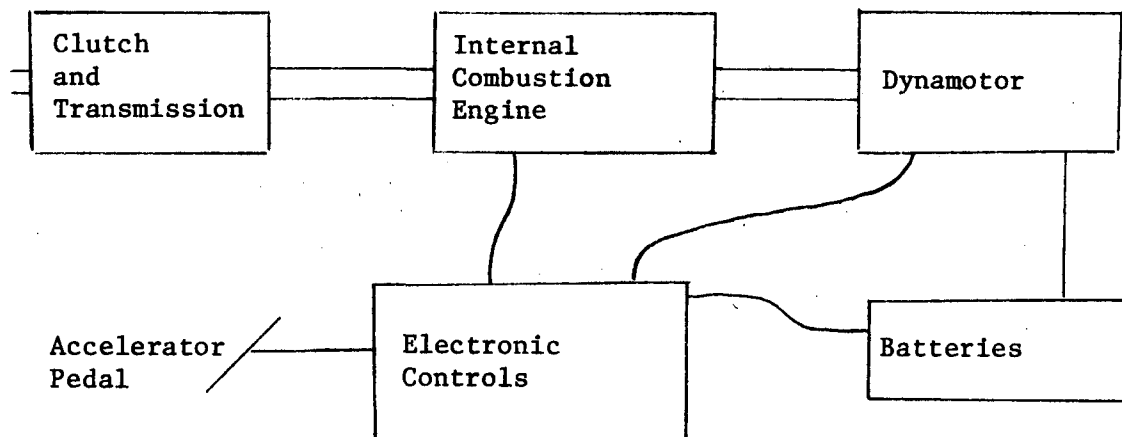 Clutch
and
Transmission
Internal
Combustion
Engine
Dynamotor
Accelerator
Pedal
Electronic
Controls
Batteries